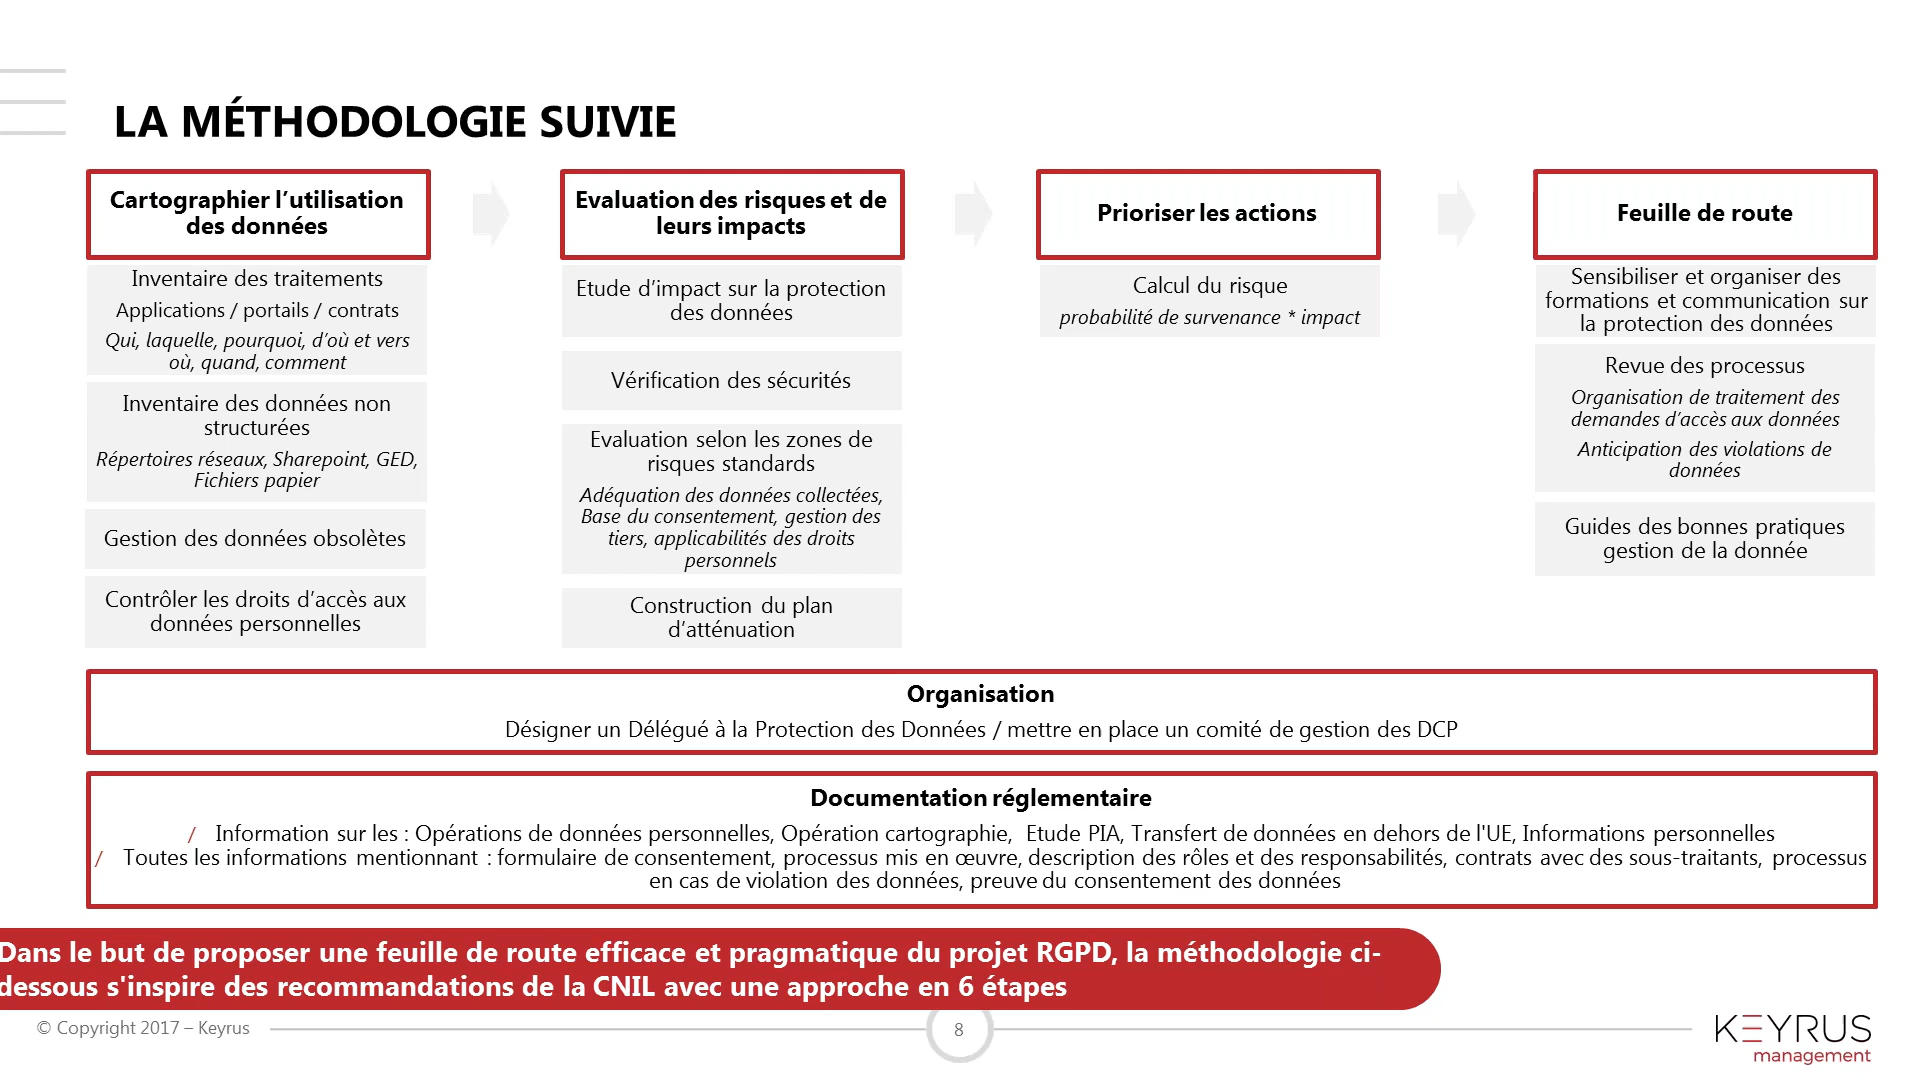 LA MÉTHODOLOGIE SUIVIE
Cartographier l’utilisation
des données
Inventaire des traitements
Applications / portails / contrats
Qui, laquelle, pourquoi, d’où et vers
où, quand, comment
Inventaire des données non
structurées
Répertoires réseaux, Sharepoint, GED,
Fichiers papier
Gestion des données obsolètes
Contrôler les droits d’accès aux
données personnelles
Evaluation des risques et de
leurs impacts
Etude d’impact sur la protection
des données
Vérification des sécurités
Evaluation selon les zones de
risques standards
Adéquation des données collectées,
Base du consentement, gestion des
tiers, applicabilités des droits
personnels
Construction du plan
d’atténuation
Prioriser les actions
Calcul du risque
probabilité de survenance * impact
Feuille de route
Sensibiliser et organiser des
formations et communication sur
la protection des données
Revue des processus
Organisation de traitement des
demandes d’accès aux données
Anticipation des violations de
données
Guides des bonnes pratiques
gestion de la donnée
Organisation
Désigner un Délégué à la Protection des Données / mettre en place un comité de gestion des DCP
Documentation réglementaire
/ Information sur les : Opérations de données personnelles, Opération cartographie, Etude PIA, Transfert de données en dehors de l'UE, Informations personnelles
/ Toutes les informations mentionnant : formulaire de consentement, processus mis en œuvre, description des rôles et des responsabilités, contrats avec des sous-traitants, processus
en cas de violation des données, preuve du consentement des données
Dans le but de proposer une feuille de route efficace et pragmatique du projet RGPD, la méthodologie ci-
dessous s'inspire des recommandations de la CNIL avec une approche en 6 étapes
© Copyright 2017 – Keyrus
8
KEYRUS
management